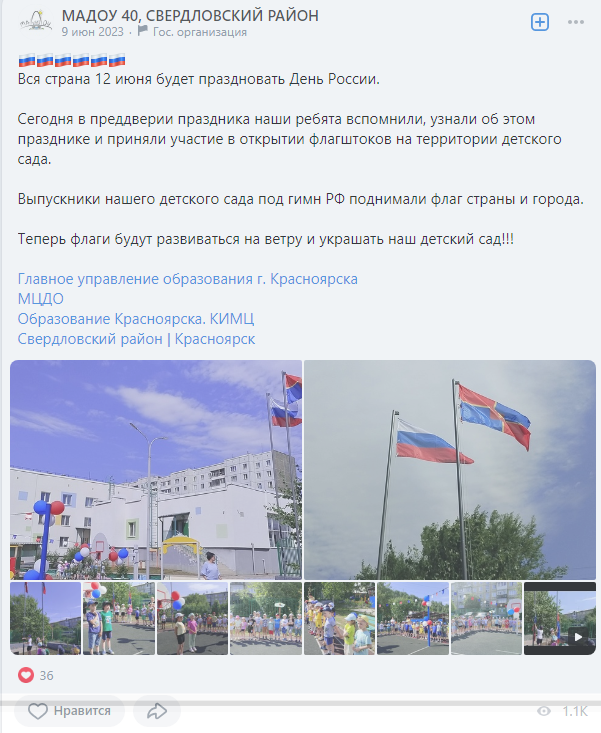 МАДОУ 40, СВЕРДЛОВСКИЙ РАЙОН
9 июн 2023 · Гос. организация
Вся страна 12 июня будет праздновать День России.
Сегодня в преддверии праздника наши ребята вспомнили, узнали об этом
празднике и приняли участие в открытии флагштоков на территории детского
сада.
Выпускники нашего детского сада под гимн РФ поднимали флаг страны и города.
Теперь флаги будут развиваться на ветру и украшать наш детский сад!!!
Главное управление образования г. Красноярска
МЦДО
Образование Красноярска. КИМЦ
Свердловский район | Красноярск
36
Нравится
1.1K